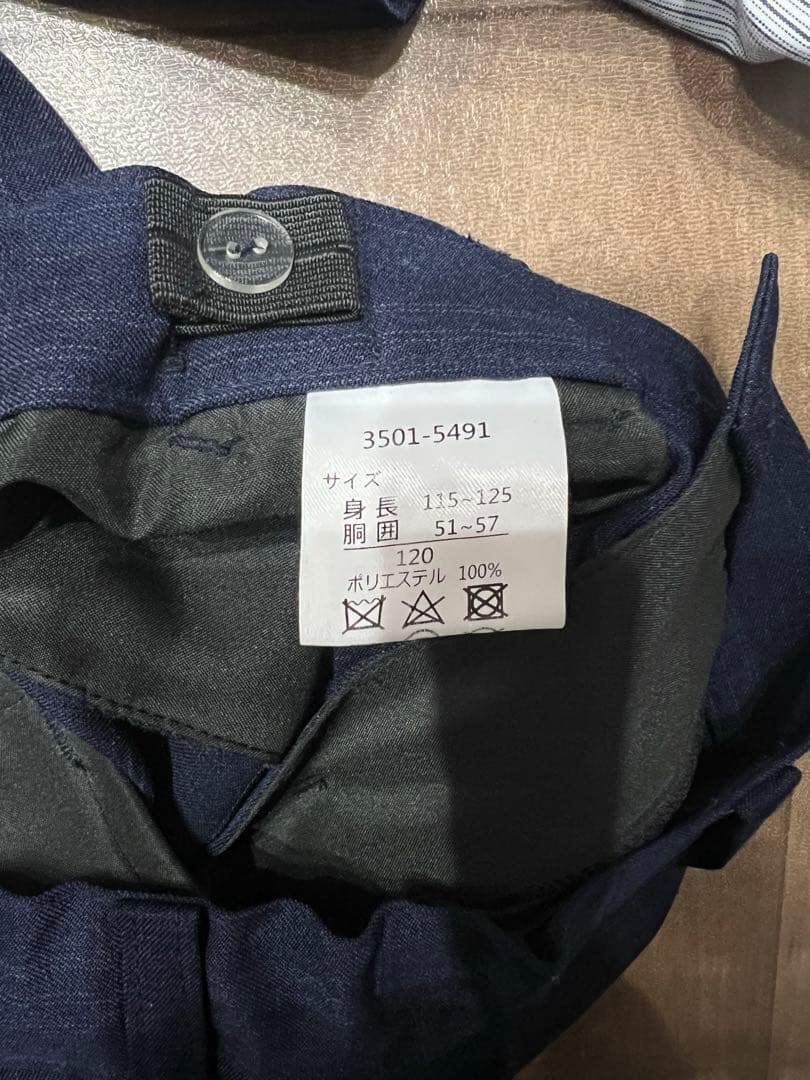 3501-5491
サイズ
身長 115~125
胴囲 51~57
120
ポリエステル 100%